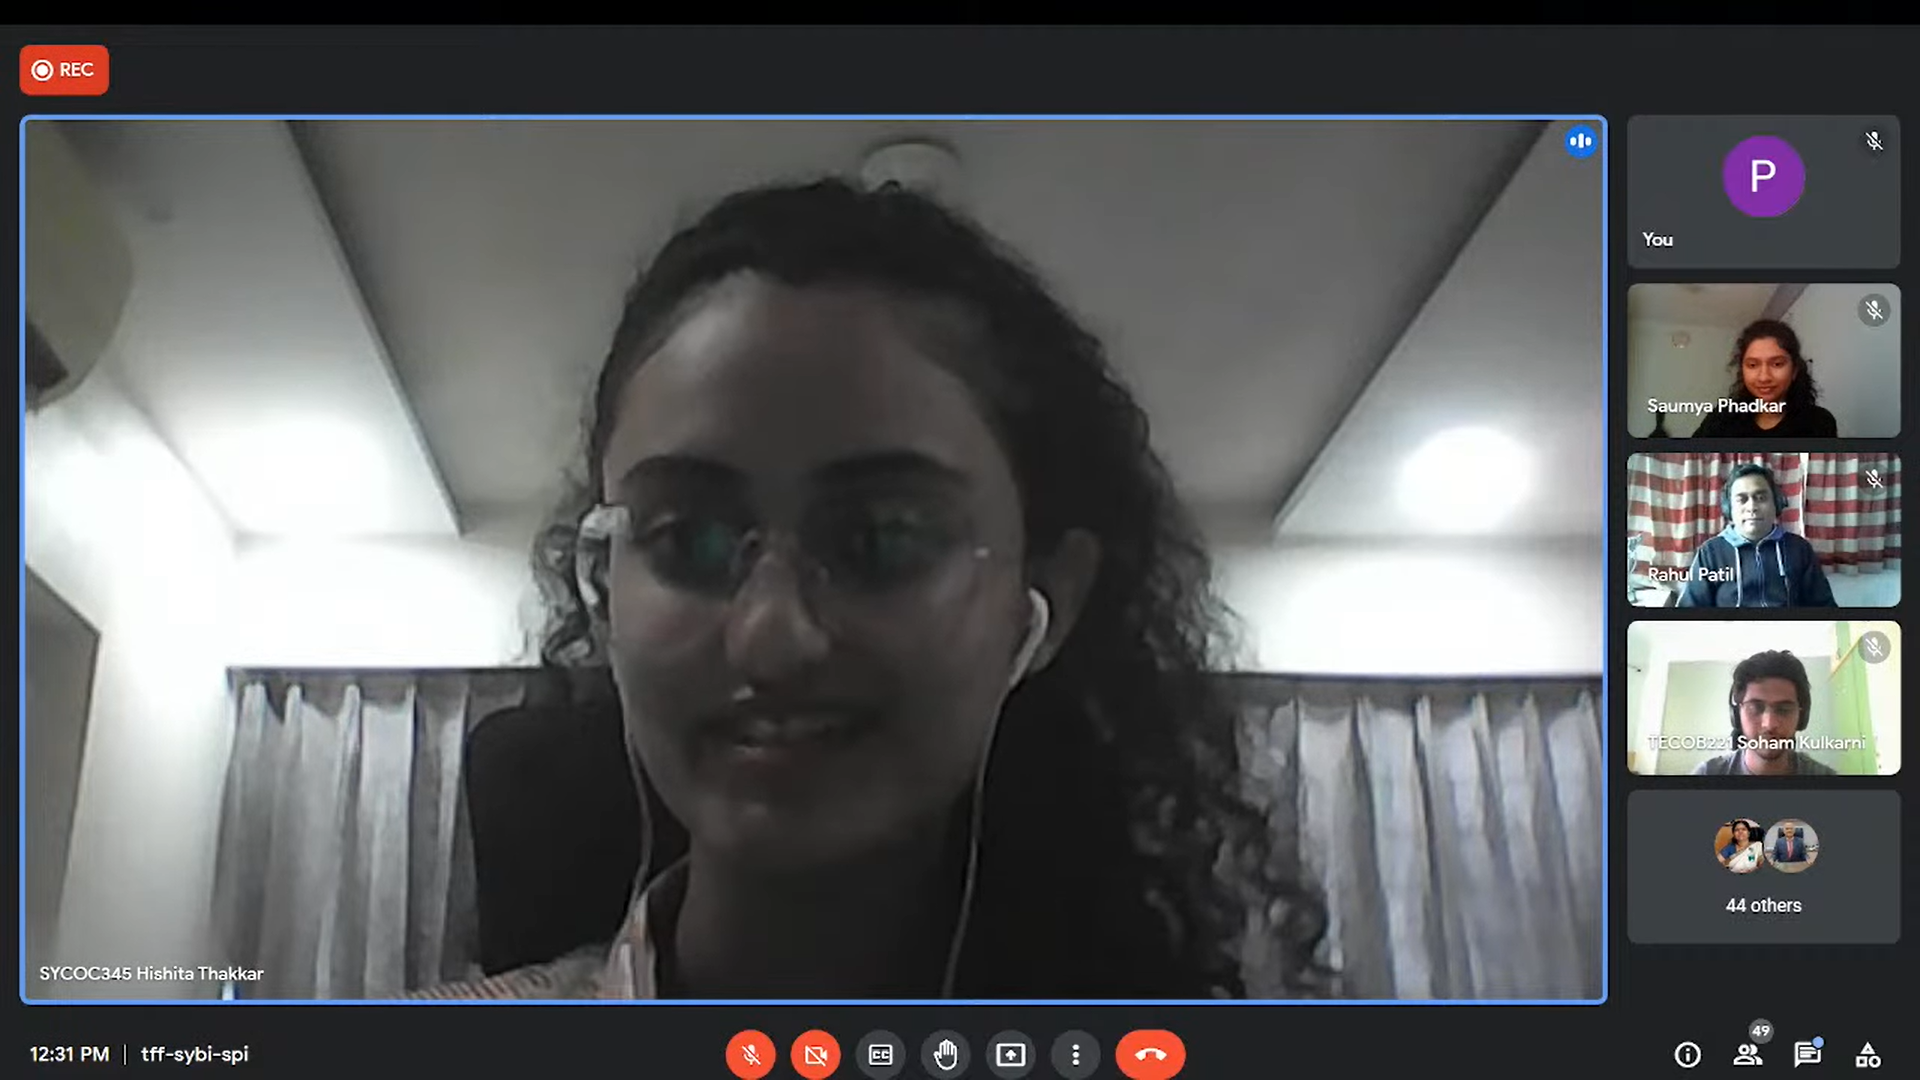 REC
P
You
Saumya Phadkar
Rahul Patil
TECOB221 Soham Kulkarni
44 others
SYCOC345 Hishita Thakkar
12:31 PM | tff-sybi-spi
CC
49